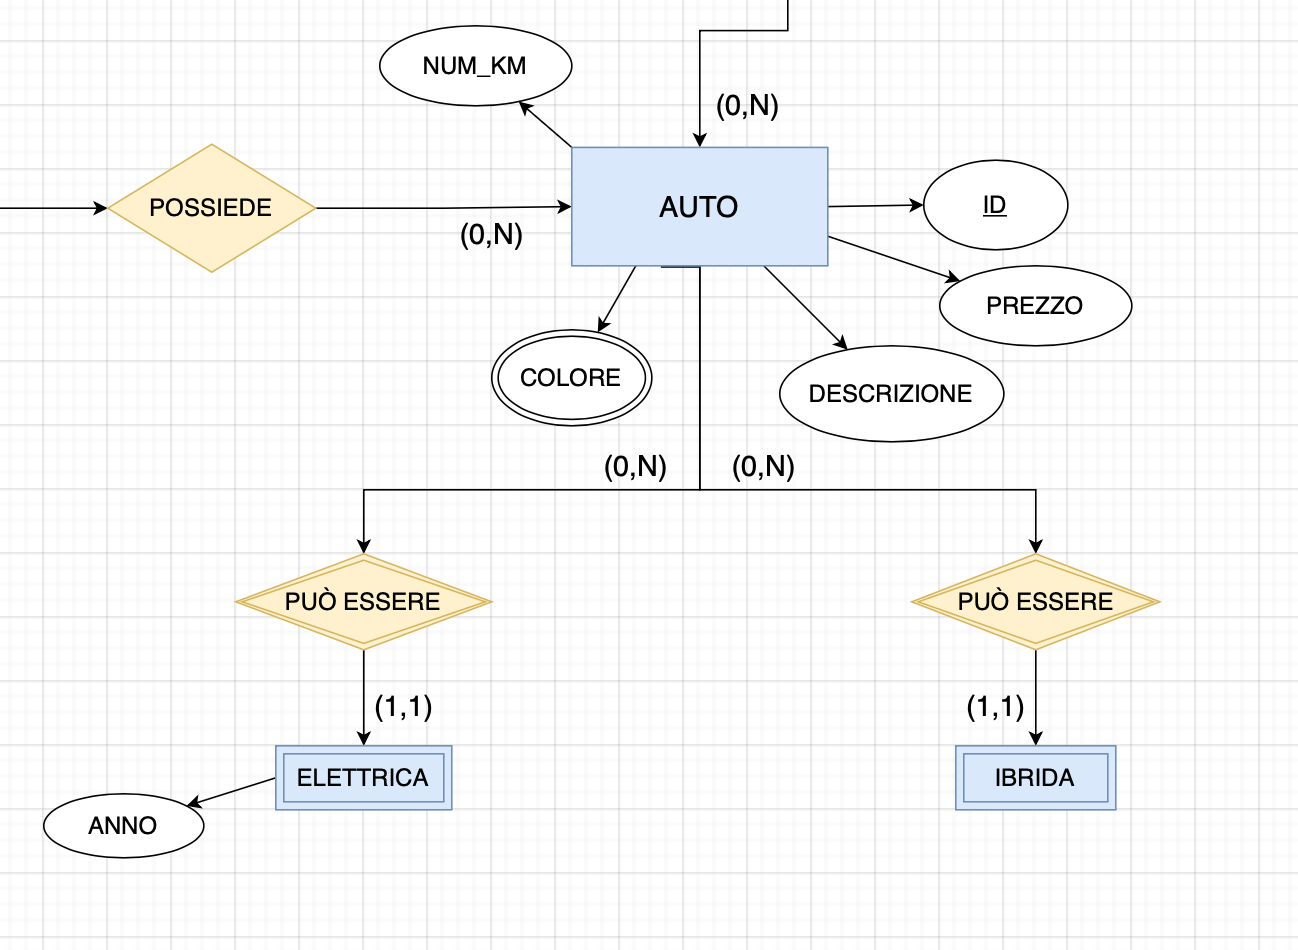 NUM_KM
(0,N)
POSSIEDE
(0,N)
AUTO
ID
PREZZO
COLORE
DESCRIZIONE
(0,N)
(0,N)
PUÒ ESSERE
PUÒ ESSERE
(1,1)
(1,1)
ELETTRICA
IBRIDA
ANNO